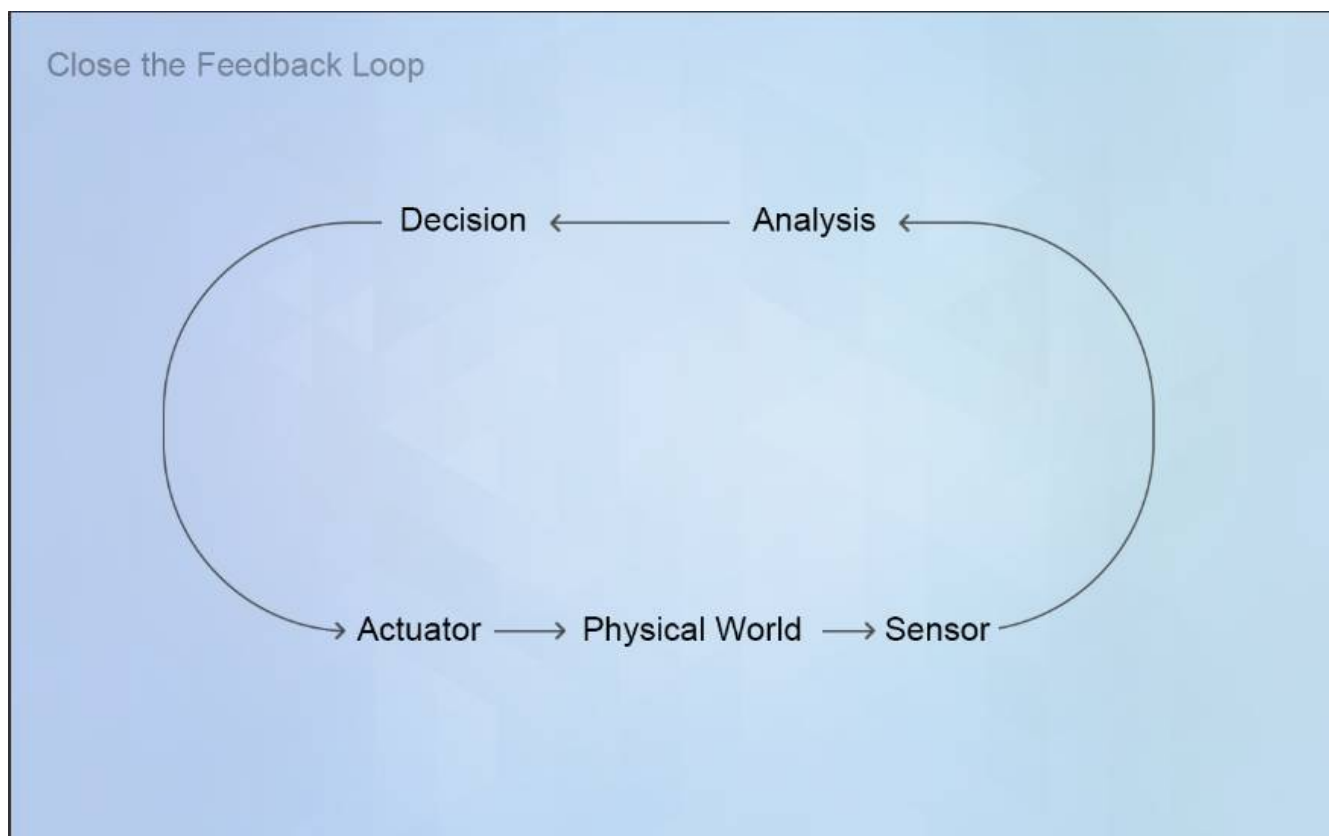 Close the Feedback Loop
Decision
Analysis
Actuator
Physical World
Sensor